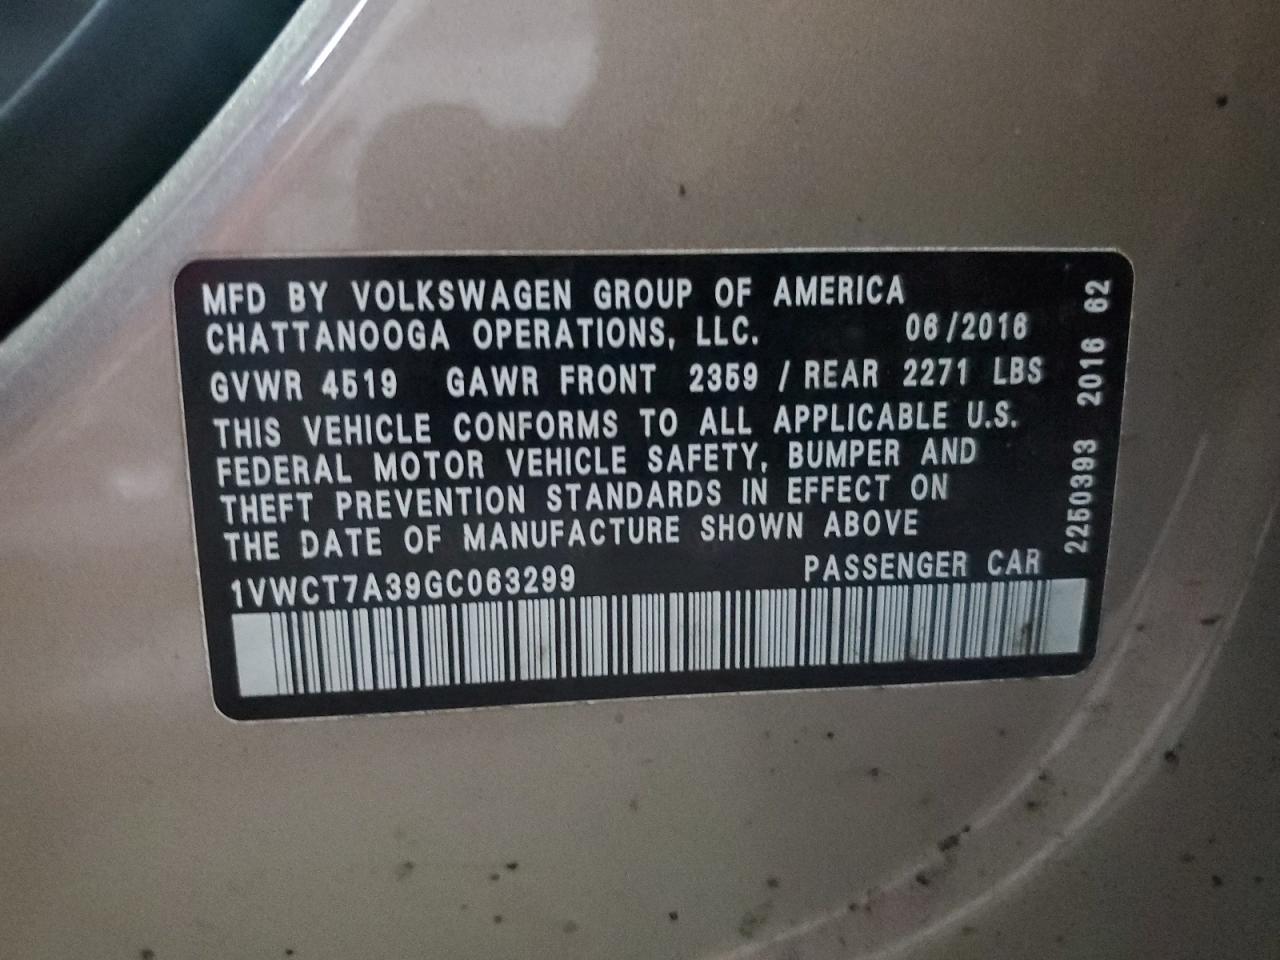 MFD BY VOLKSWAGEN GROUP OF AMERICA
CHATTANOOGA OPERATIONS, LLC. 06/2016
GVWR 4519 GAWR FRONT 2359 / REAR 2271 LBS
THIS VEHICLE CONFORMS TO ALL APPLICABLE U.S.
FEDERAL MOTOR VEHICLE SAFETY, BUMPER AND
THEFT PREVENTION STANDARDS IN EFFECT ON
THE DATE OF MANUFACTURE SHOWN ABOVE
1VWCT7A39GC063299 PASSENGER CAR
2250393 2016 62